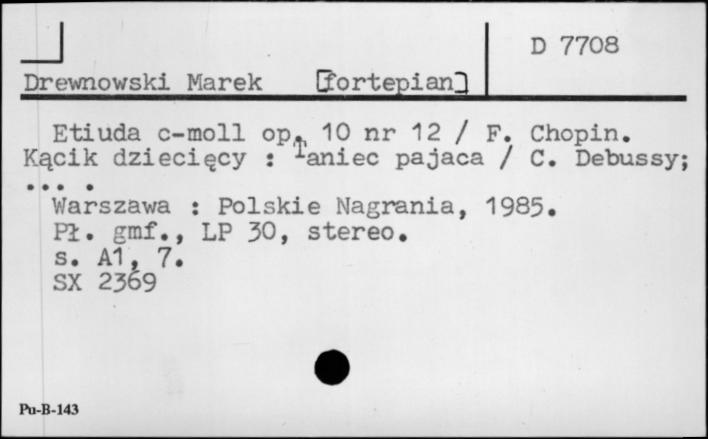 D 7708
Drewnowski Marek [fortepian]
Etiuda c-moll op. 10 nr 12 / F. Chopin.
Kącik dziecięcy : Taniec pajaca / C. Debussy;
... .
Warszawa : Polskie Nagrania, 1985.
Pł. gmf., LP 30, stereo.
s. A1, 7.
SX 2369
Pu-B-143